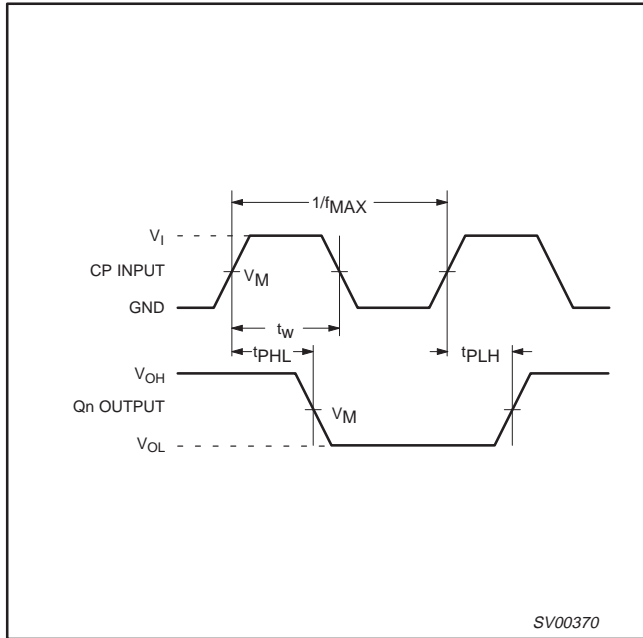 1/fMAX
VI
CP INPUT
VM
GND
tW
tPHL
tPLH
VOH
Qn OUTPUT
VM
VOL
SV00370